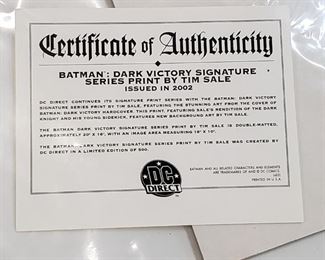 Certificate of Authenticity
BATMAN: DARK VICTORY SIGNATURE
SERIES PRINT BY TIM SALE
ISSUED IN 2002
DC DIRECT CONTINUES ITS SIGNATURE PRINT SERIES WITH THE BATMAN: DARK VICTORY
SIGNATURE SERIES PRINT BY TIM SALE, FEATURING THE STUNNING ART FROM THE COVER OF
BATMAN: DARK VICTORY HARDCOVER. THIS PRINT, FEATURING SALE'S RENDITION OF THE DARK
KNIGHT AND HIS YOUNG SIDEKICK, FEATURES NEW BACKGROUND ART BY TIM SALE.
THE BATMAN: DARK VICTORY SIGNATURE SERIES PRINT BY TIM SALE IS DOUBLE-MATTED,
APPROXIMATELY 20" X 16", WITH AN IMAGE AREA MEASURING 16" X 10".
THE BATMAN: DARK VICTORY SIGNATURE SERIES PRINT BY TIM SALE WAS CREATED BY
DC DIRECT IN A LIMITED EDITION OF 500.
DC
DIRECT
BATMAN AND ALL RELATED CHARACTERS AND ELEMENTS
ARE TRADEMARKS OF AND © DC COMICS.
PRINTED IN U.S.A.